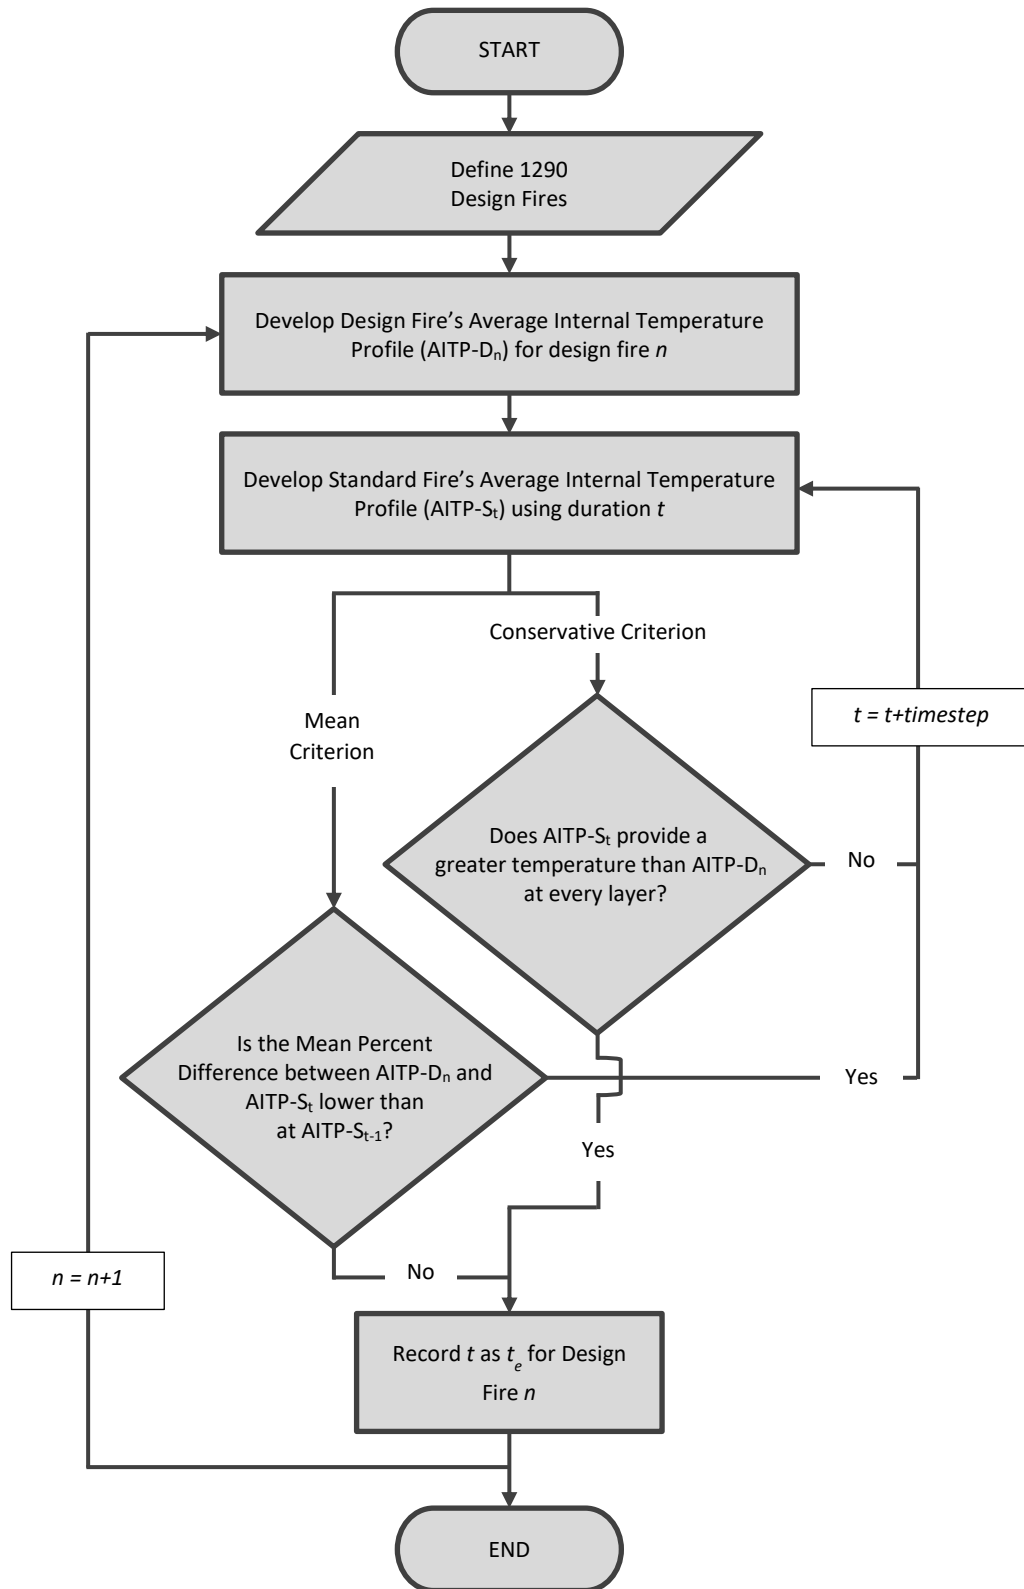 START
Define 1290
Design Fires
Develop Design Fire’s Average Internal Temperature
Profile (AITP-Dₙ) for design fire n
Develop Standard Fire’s Average Internal Temperature
Profile (AITP-Sₜ) using duration t
Conservative Criterion
Mean
Criterion
t = t+timestep
Does AITP-Sₜ provide a
greater temperature than AITP-Dₙ
at every layer?
No
Is the Mean Percent
Difference between AITP-Dₙ and
AITP-Sₜ lower than
at AITP-Sₜ₋₁?
Yes
Yes
No
n = n+1
Record t as tₑ for Design
Fire n
END